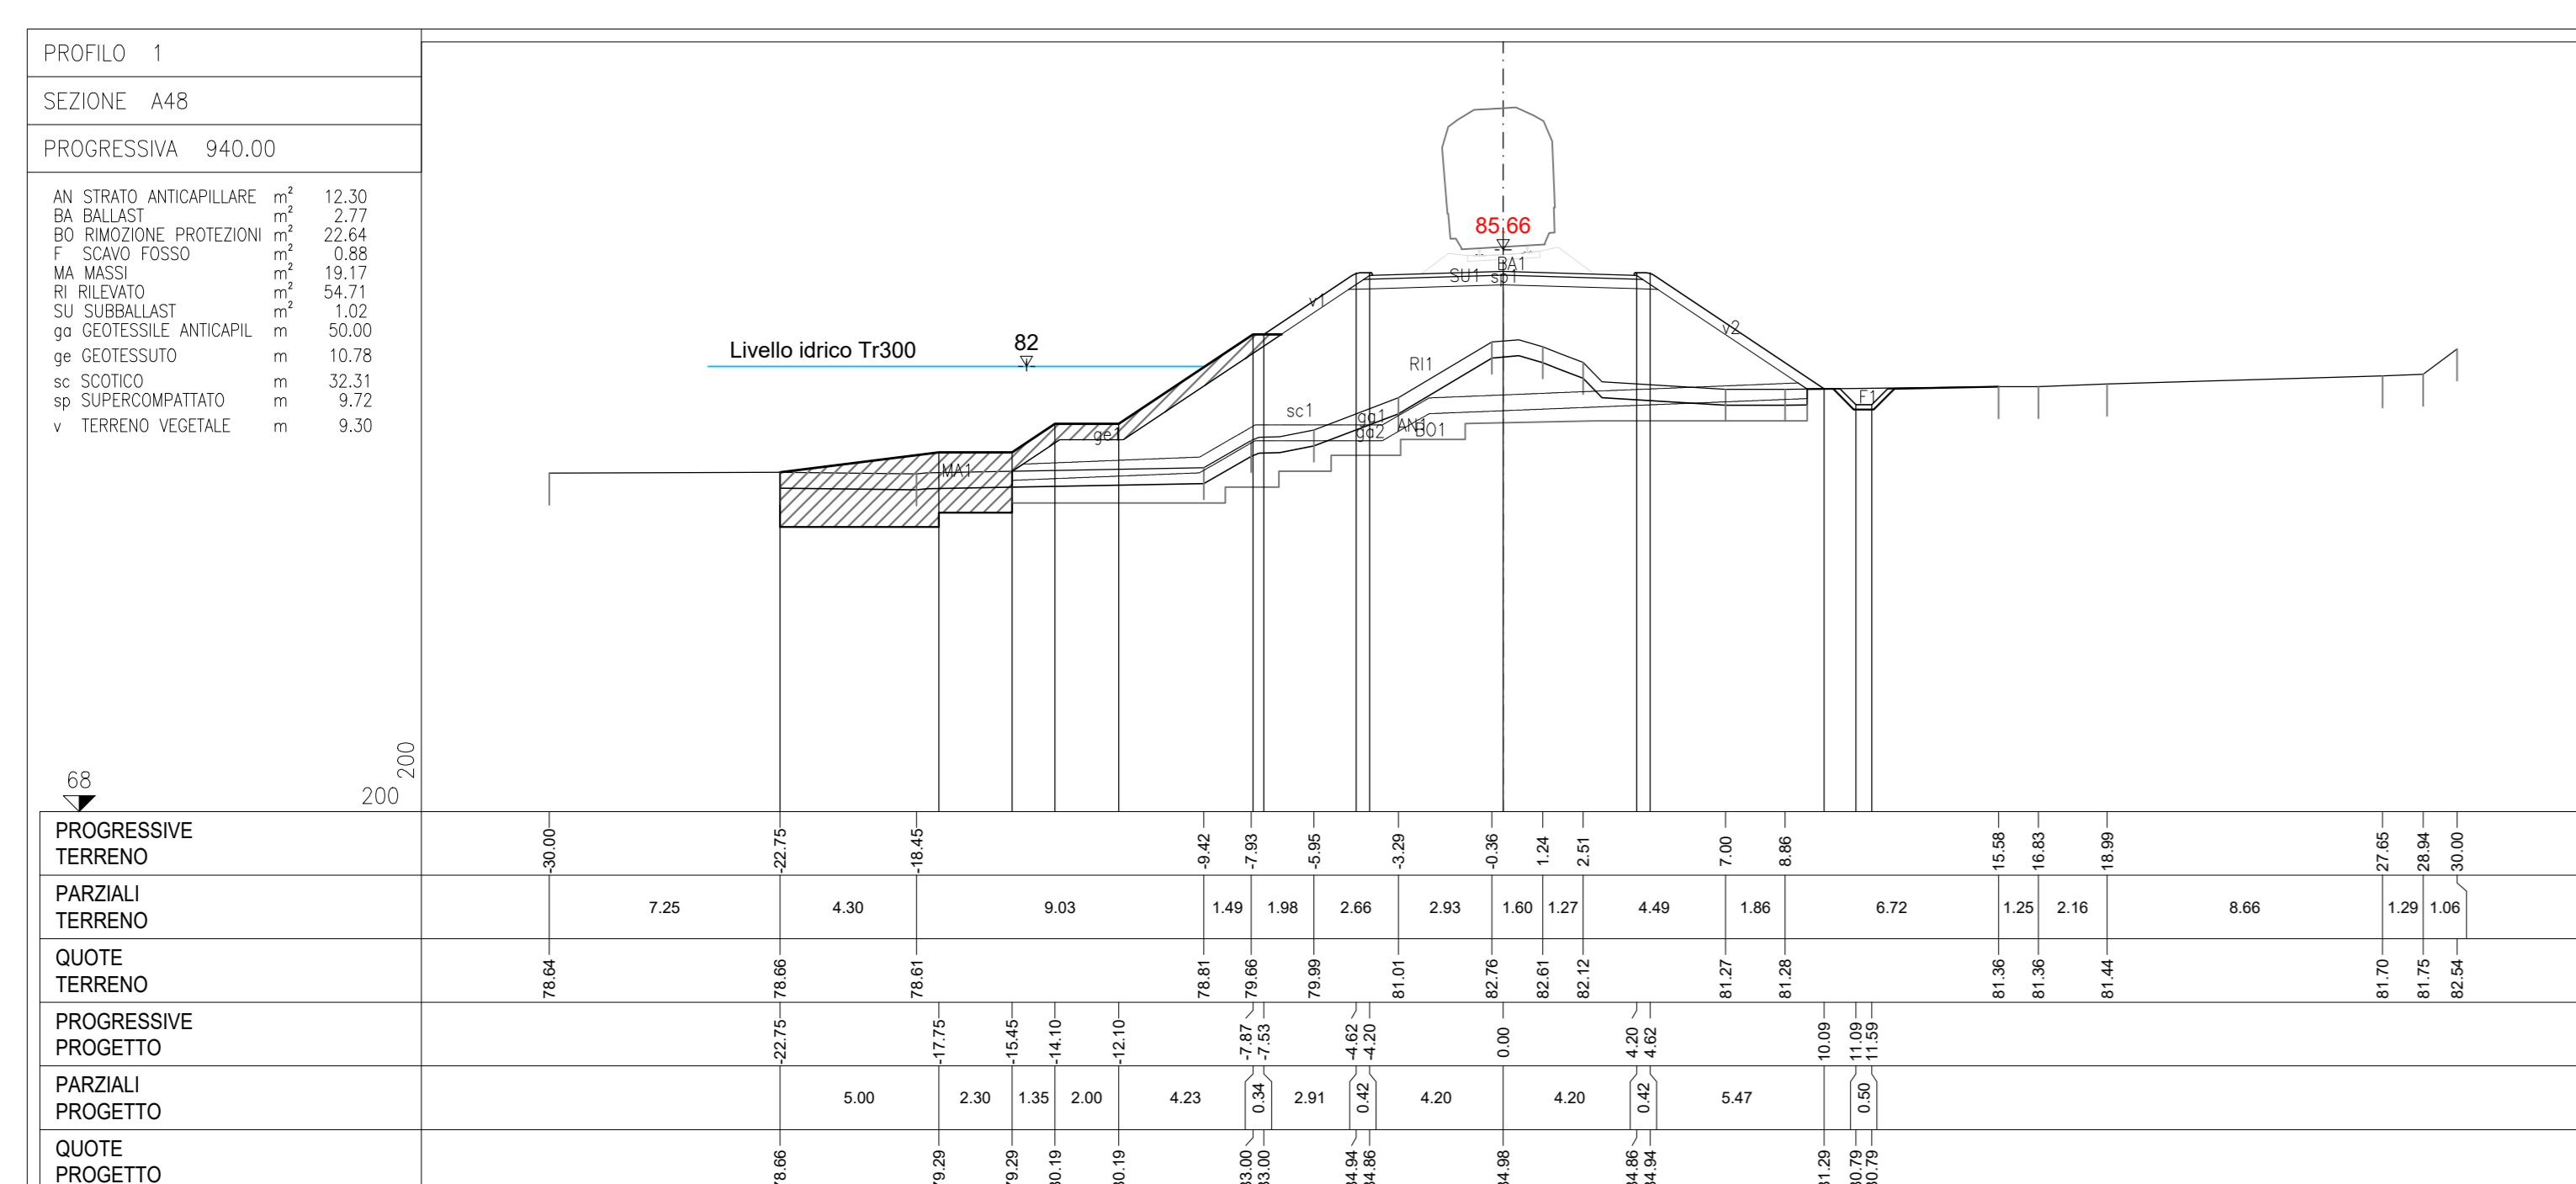 PROFILO 1
SEZIONE A48
PROGRESSIVA 940.00
AN STRATO ANTICAPILLARE m² 12.30
BA BALLAST m² 2.77
BO RIMOZIONE PROTEZIONI m² 22.64
F SCAVO FOSSO m² 0.88
MA MASSI m² 19.17
RI RILEVATO m² 54.71
SU SUBBALLAST m² 1.02
ga GEOTESSILE ANTICAPIL m 50.00
ge GEOTESSUTO m 10.78
sc SCOTICO m 32.31
sp SUPERCOMPATTATO m 9.72
v TERRENO VEGETALE m 9.30
85.66
BA1
SU1 sp1
v1
v2
Livello idrico Tr300
82
RI1
F1
sc1
ga1
AN1
ga2
BO1
ge1
MA1
200
68
200
PROGRESSIVE TERRENO
-30.00 -22.75 -18.45 -9.42 -7.93 -5.95 -3.29 -0.36 1.24 2.51 7.00 8.86 15.58 16.83 18.99 27.65 28.94 30.00
PARZIALI TERRENO
7.25 4.30 9.03 1.49 1.98 2.66 2.93 1.60 1.27 4.49 1.86 6.72 1.25 2.16 8.66 1.29 1.06
QUOTE TERRENO
78.64 78.66 78.61 78.81 79.66 79.99 81.01 82.76 82.61 82.12 81.27 81.28 81.36 81.36 81.44 81.70 81.75 82.54
PROGRESSIVE PROGETTO
-22.75 -17.75 -15.45 -14.10 -12.10 -7.87 -7.53 -4.62 -4.20 0.00 4.20 4.62 10.09 11.09 11.59
PARZIALI PROGETTO
5.00 2.30 1.35 2.00 4.23 0.34 2.91 0.42 4.20 4.20 0.42 5.47 0.50
QUOTE PROGETTO